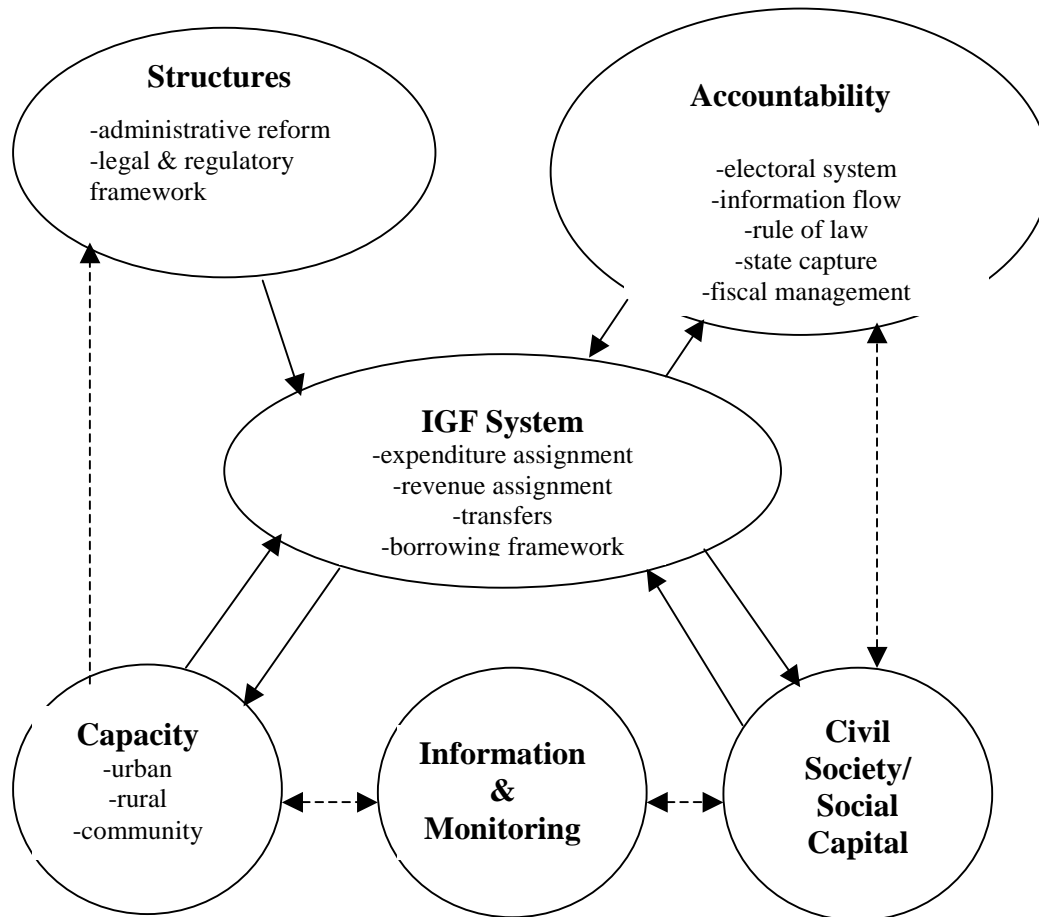 Structures
-administrative reform
-legal & regulatory
framework
Accountability
-electoral system
-information flow
-rule of law
-state capture
-fiscal management
IGF System
-expenditure assignment
-revenue assignment
-transfers
-borrowing framework
Capacity
-urban
-rural
-community
Information
&
Monitoring
Civil
Society/
Social
Capital